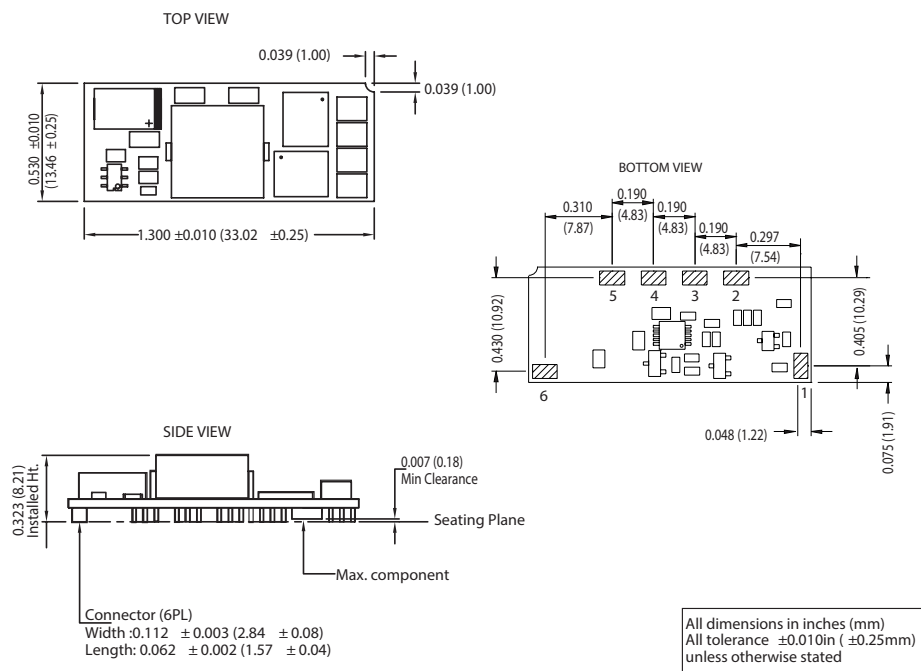 TOP VIEW
0.039 (1.00)
0.039 (1.00)
0.530 ±0.010
(13.46 ±0.25)
1.300 ±0.010 (33.02 ±0.25)
BOTTOM VIEW
0.190
(4.83)
0.310
(7.87)
0.190
(4.83)
0.190
(4.83)
0.297
(7.54)
5
4
3
2
0.430 (10.92)
0.405 (10.29)
6
1
0.048 (1.22)
0.075 (1.91)
SIDE VIEW
0.323 (8.21)
Installed Ht.
0.007 (0.18)
Min Clearance
Seating Plane
Max. component
Connector (6PL)
Width :0.112 ± 0.003 (2.84 ± 0.08)
Length: 0.062 ± 0.002 (1.57 ± 0.04)
All dimensions in inches (mm)
All tolerance ±0.010in ( ±0.25mm)
unless otherwise stated